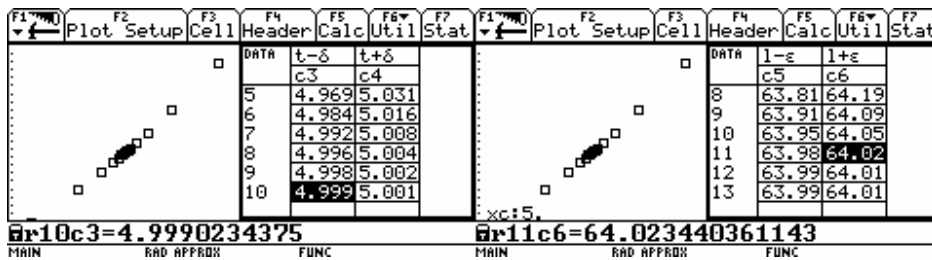 F1 F2 F3 F4 F5 F6 F7
Plot Setup Cell Header Calc Util Stat
DATA t-δ t+δ
c3 c4
5 4.969 5.031
6 4.984 5.016
7 4.992 5.008
8 4.996 5.004
9 4.998 5.002
10 4.999 5.001
r10c3=4.9990234375
MAIN RAD APPROX FUNC
F1 F2 F3 F4 F5 F6 F7
Plot Setup Cell Header Calc Util Stat
DATA l-ε l+ε
c5 c6
8 63.81 64.19
9 63.91 64.09
10 63.95 64.05
11 63.98 64.02
12 63.99 64.01
13 63.99 64.01
xc:5.
r11c6=64.023440361143
MAIN RAD APPROX FUNC